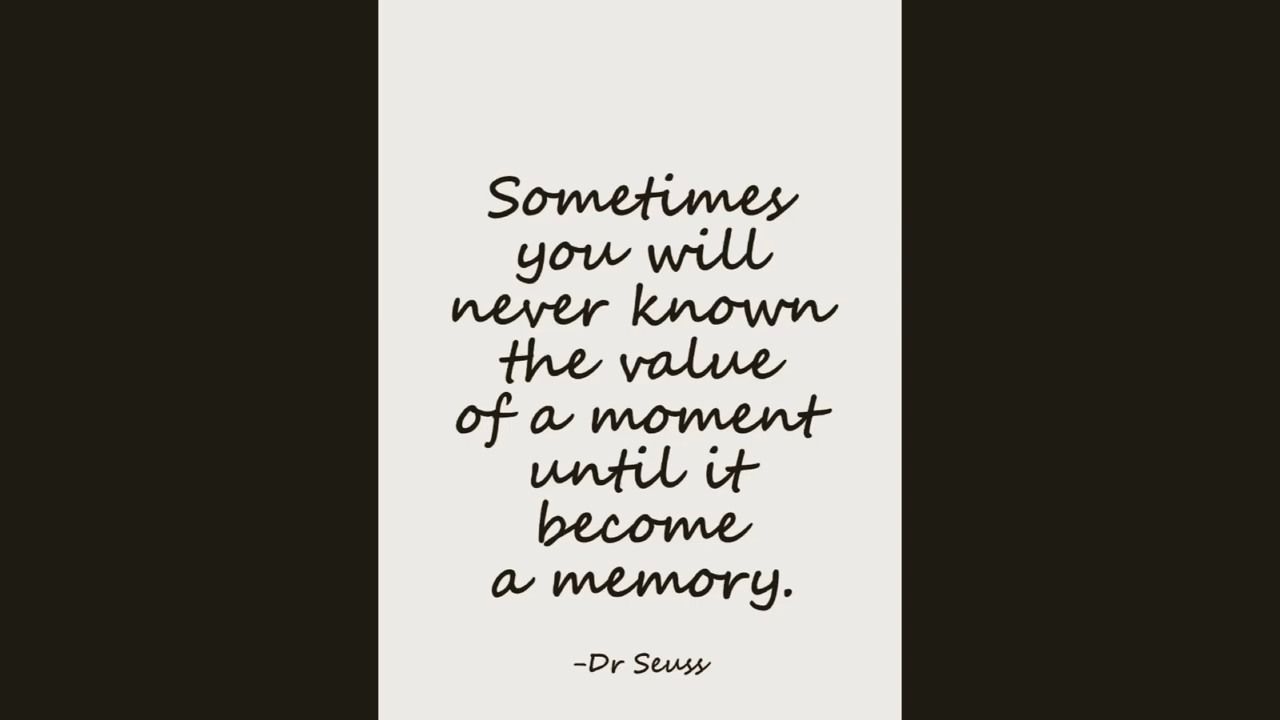 Sometimes
you will
never known
the value
of a moment
until it
become
a memory.
-Dr Seuss